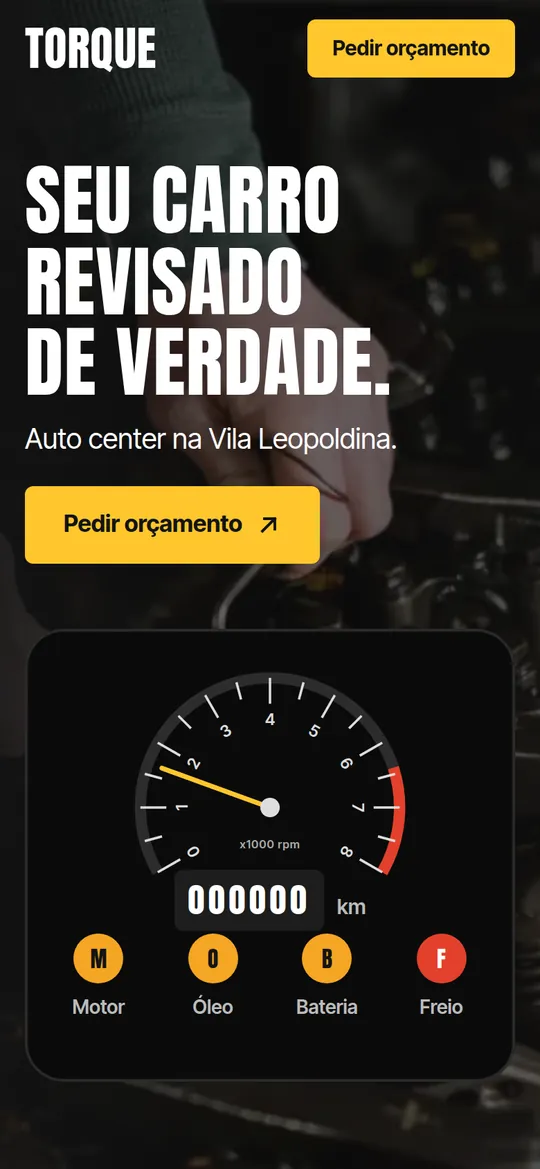 TORQUE
Pedir orçamento
SEU CARRO
REVISADO
DE VERDADE.
Auto center na Vila Leopoldina.
Pedir orçamento
0
1
2
3
4
5
6
7
8
x1000 rpm
000000 km
M O B F
Motor Óleo Bateria Freio